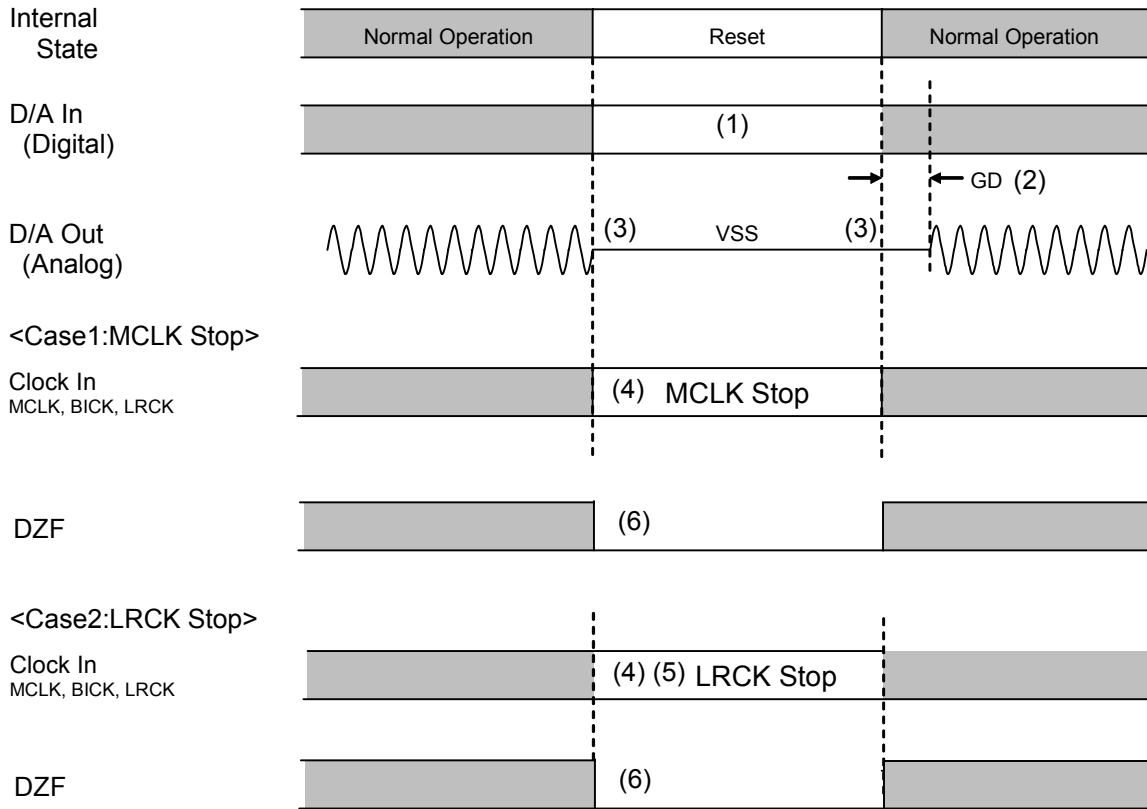 Internal
State
Normal Operation
Reset
Normal Operation
D/A In
(Digital)
(1)
GD (2)
D/A Out
(Analog)
(3)
VSS
(3)
<Case1:MCLK Stop>
Clock In
MCLK, BICK, LRCK
(4) MCLK Stop
DZF
(6)
<Case2:LRCK Stop>
Clock In
MCLK, BICK, LRCK
(4) (5) LRCK Stop
DZF
(6)